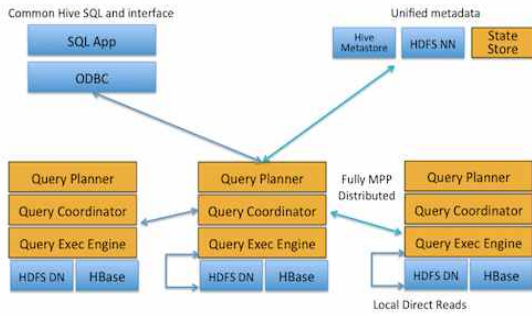 Common Hive SQL and interface
Unified metadata
SQL App
ODBC
Hive
Metastore
HDFS NN
State
Store
Query Planner
Query Coordinator
Query Exec Engine
HDFS DN
HBase
Query Planner
Query Coordinator
Query Exec Engine
HDFS DN
HBase
Fully MPP
Distributed
Query Planner
Query Coordinator
Query Exec Engine
HDFS DN
HBase
Local Direct Reads